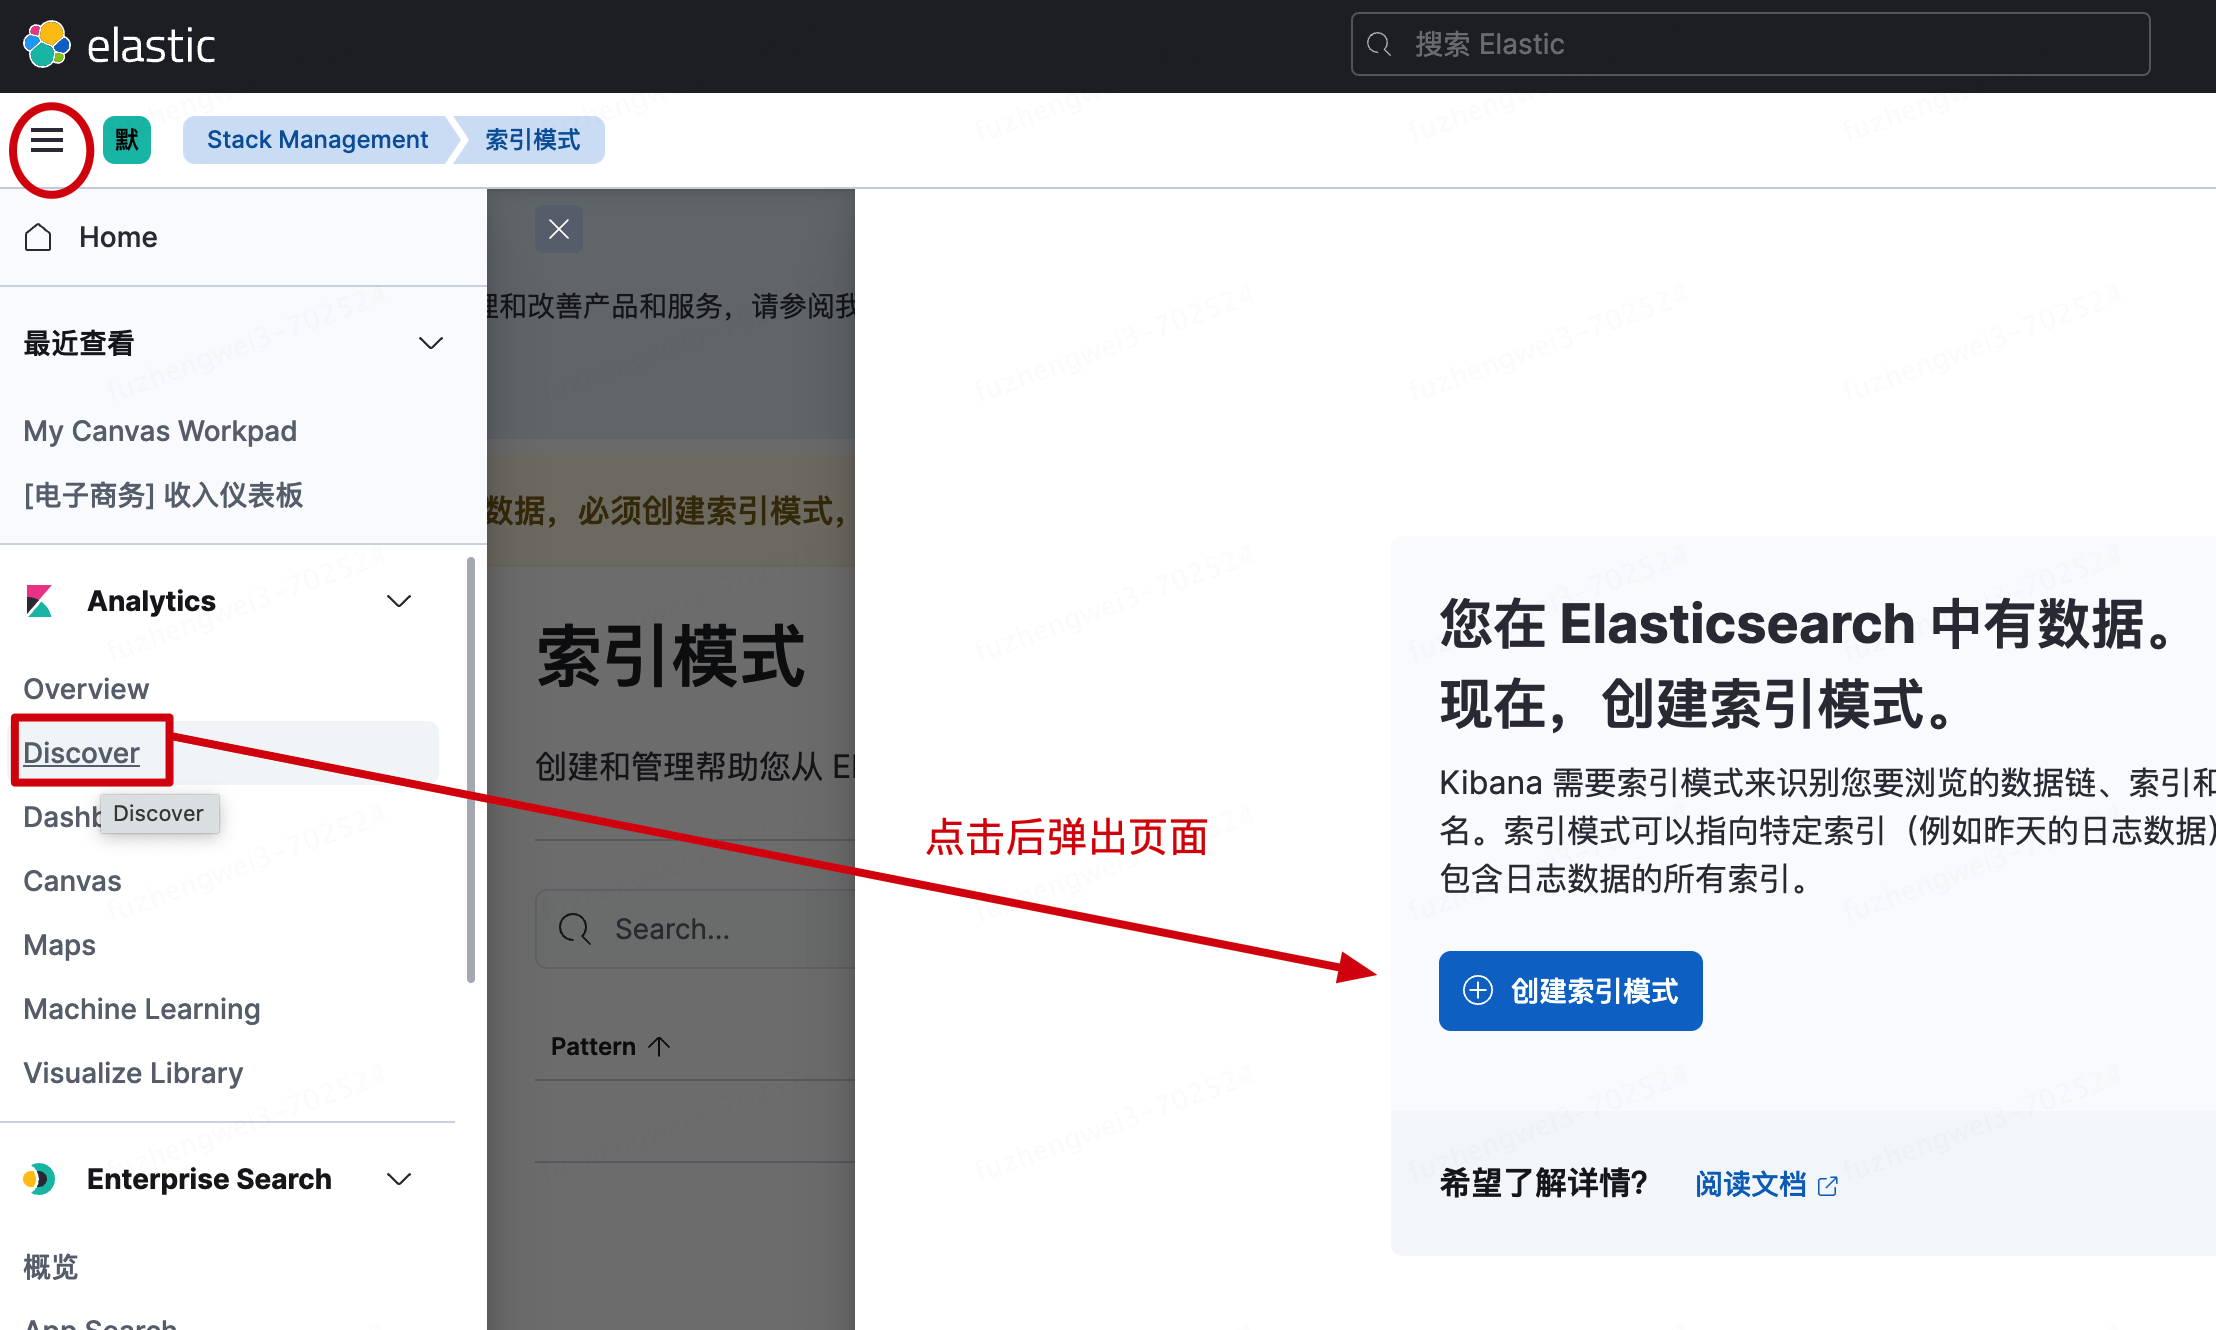 elastic
搜索 Elastic
默
Stack Management
索引模式
Home
最近查看
My Canvas Workpad
[电子商务] 收入仪表板
Analytics
Overview
Discover
Dashb
Discover
Canvas
Maps
Machine Learning
Visualize Library
Enterprise Search
概览
App Search
理和改善产品和服务，请参阅我
数据，必须创建索引模式，
索引模式
创建和管理帮助您从 El
Search...
Pattern
点击后弹出页面
您在 Elasticsearch 中有数据。
现在，创建索引模式。
Kibana 需要索引模式来识别您要浏览的数据链、索引和
名。索引模式可以指向特定索引（例如昨天的日志数据）
包含日志数据的所有索引。
创建索引模式
希望了解详情?
阅读文档
fuzhengwei3-702524